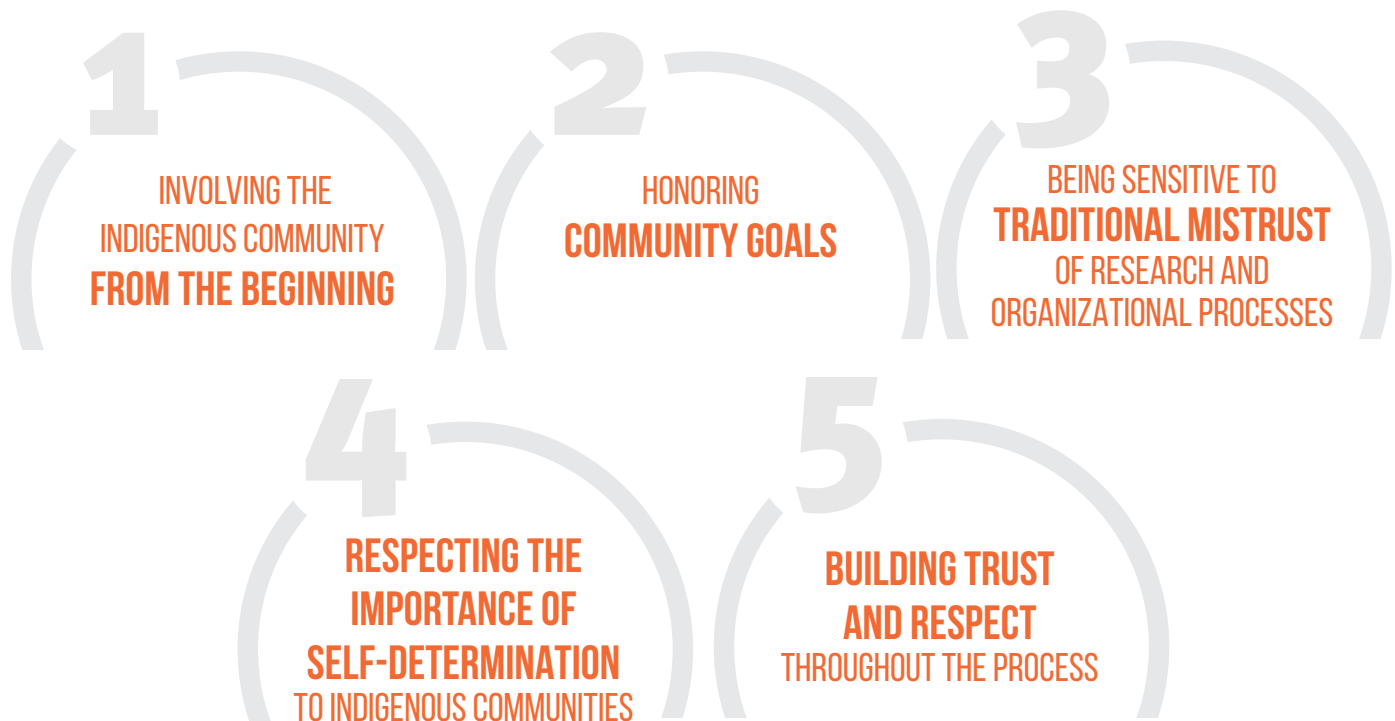 1
INVOLVING THE
INDIGENOUS COMMUNITY
FROM THE BEGINNING
2
HONORING
COMMUNITY GOALS
3
BEING SENSITIVE TO
TRADITIONAL MISTRUST
OF RESEARCH AND
ORGANIZATIONAL PROCESSES
4
RESPECTING THE
IMPORTANCE OF
SELF-DETERMINATION
TO INDIGENOUS COMMUNITIES
5
BUILDING TRUST
AND RESPECT
THROUGHOUT THE PROCESS